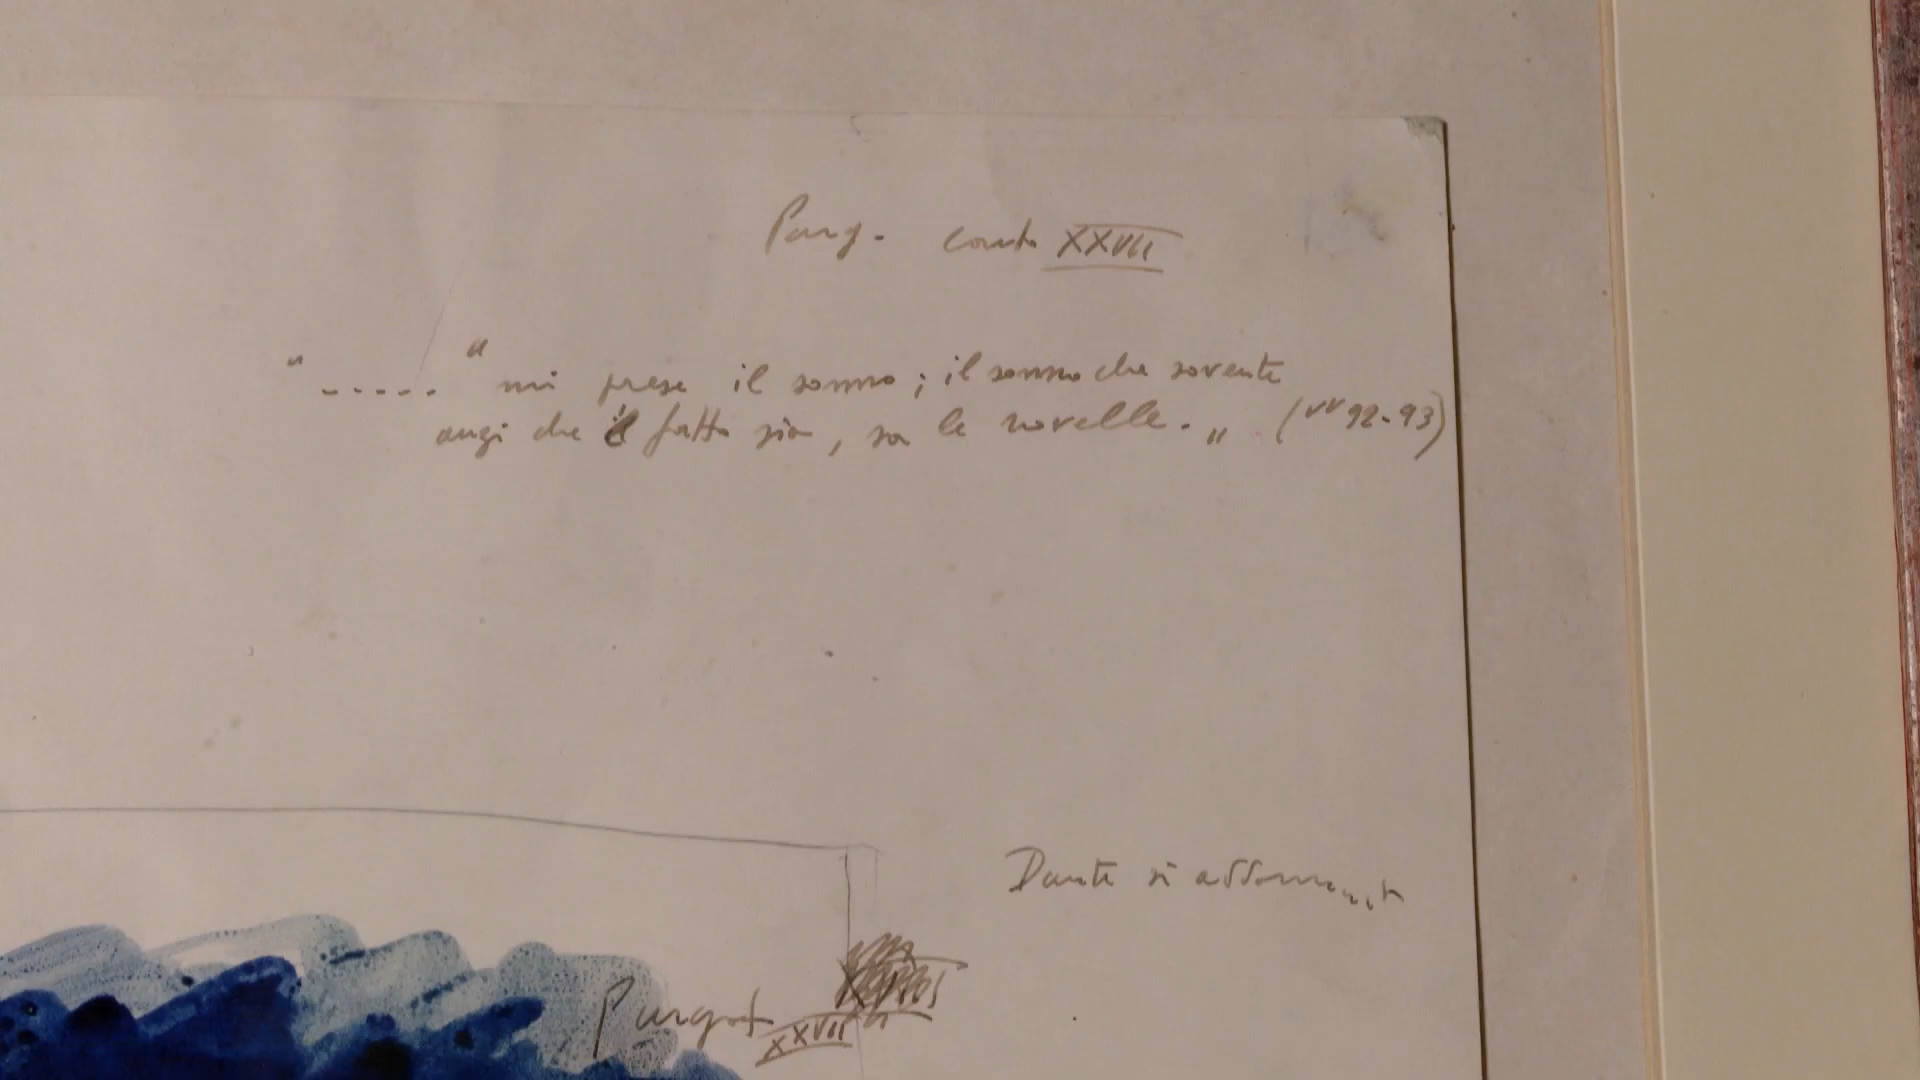 Purg. Canto XXVII
"....." mi prese il sonno; il sonno che sovente
anzi che il fatto sia, sa le novelle." (vv 92-93)
Dante si addormenta
Purgat XXVII